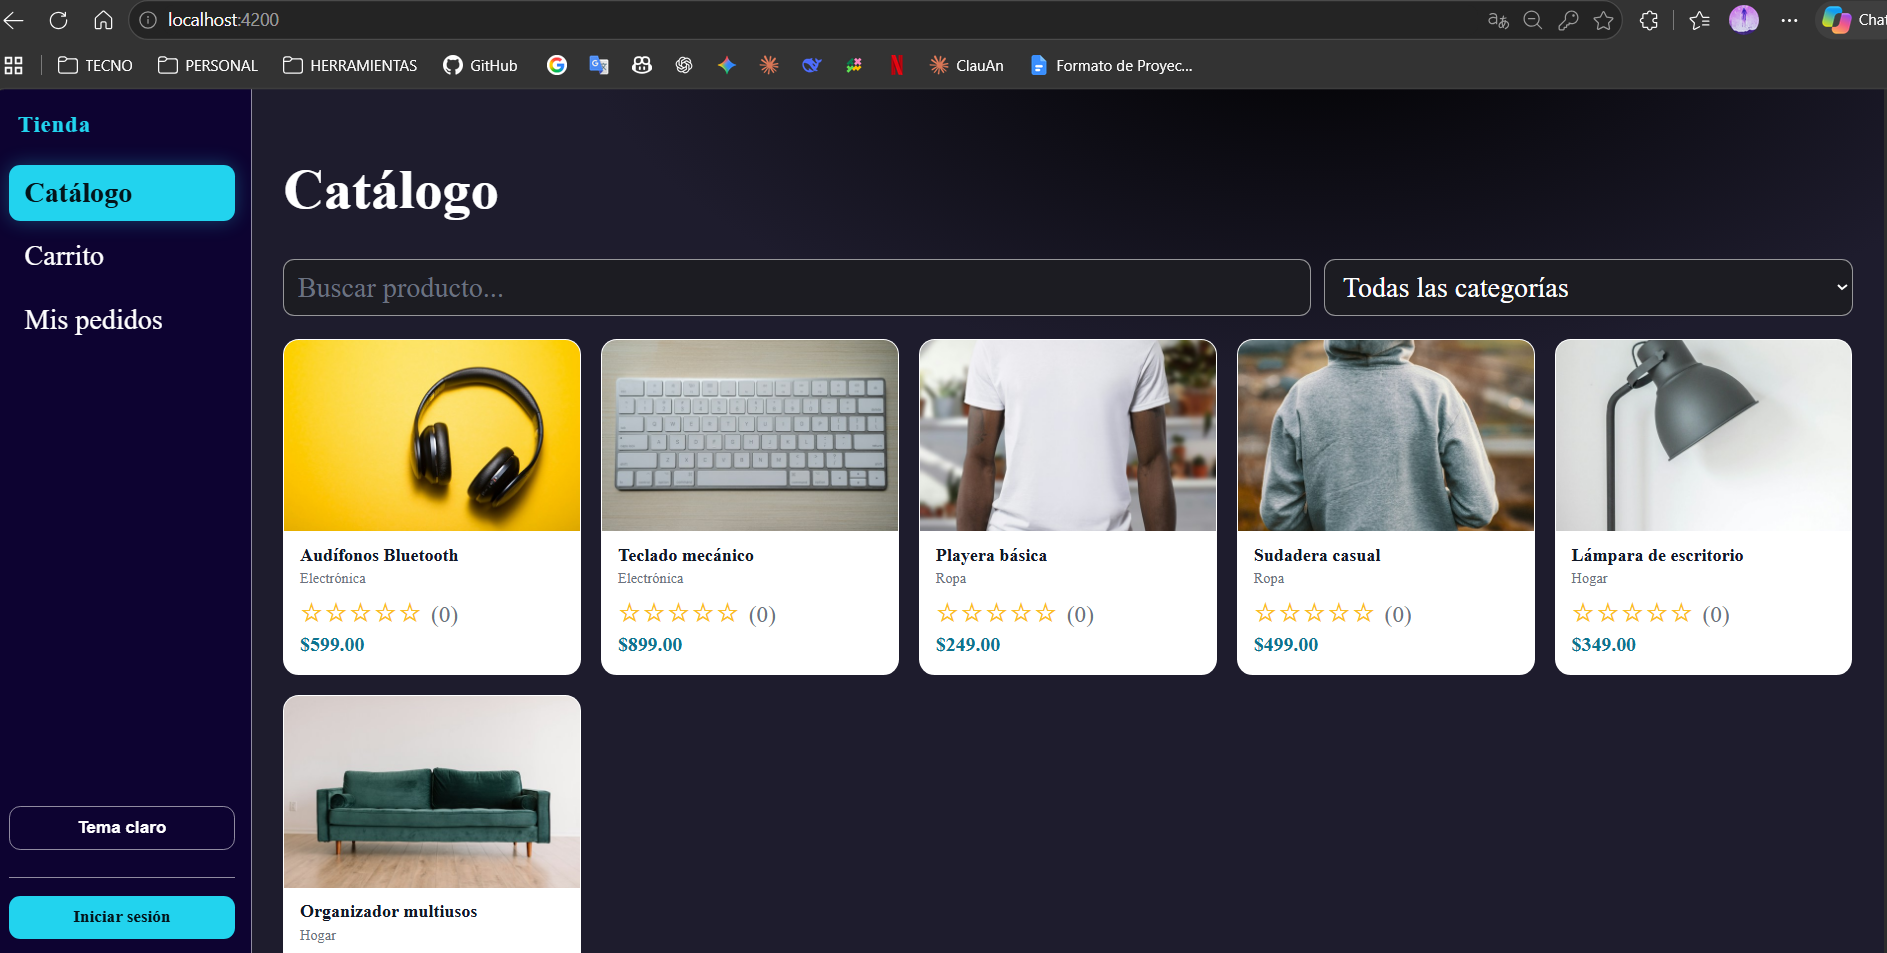 localhost:4200
Chat
TECNO
PERSONAL
HERRAMIENTAS
GitHub
ClauAn
Formato de Proyec...
Tienda
Catálogo
Carrito
Mis pedidos
Tema claro
Iniciar sesión
Catálogo
Buscar producto...
Todas las categorías
Audífonos Bluetooth
Electrónica
☆☆☆☆☆ (0)
$599.00
Teclado mecánico
Electrónica
☆☆☆☆☆ (0)
$899.00
Playera básica
Ropa
☆☆☆☆☆ (0)
$249.00
Sudadera casual
Ropa
☆☆☆☆☆ (0)
$499.00
Lámpara de escritorio
Hogar
☆☆☆☆☆ (0)
$349.00
Organizador multiusos
Hogar